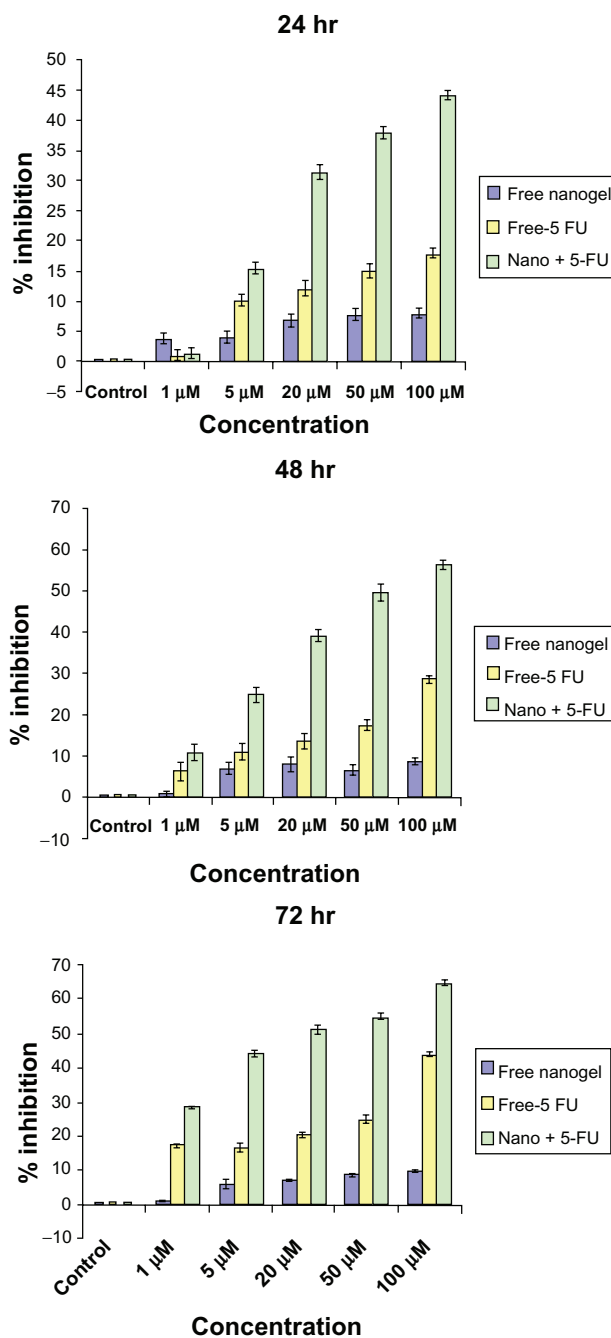 24 hr
50
45
40
35
30
25
20
15
10
5
0
–5
% inhibition
Control 1 μM 5 μM 20 μM 50 μM 100 μM
Concentration
Free nanogel
Free-5 FU
Nano + 5-FU
48 hr
70
60
50
40
30
20
10
0
–10
% inhibition
Control 1 μM 5 μM 20 μM 50 μM 100 μM
Concentration
Free nanogel
Free-5 FU
Nano + 5-FU
72 hr
70
60
50
40
30
20
10
0
–10
% inhibition
Control 1 μM 5 μM 20 μM 50 μM 100 μM
Concentration
Free nanogel
Free-5 FU
Nano + 5-FU